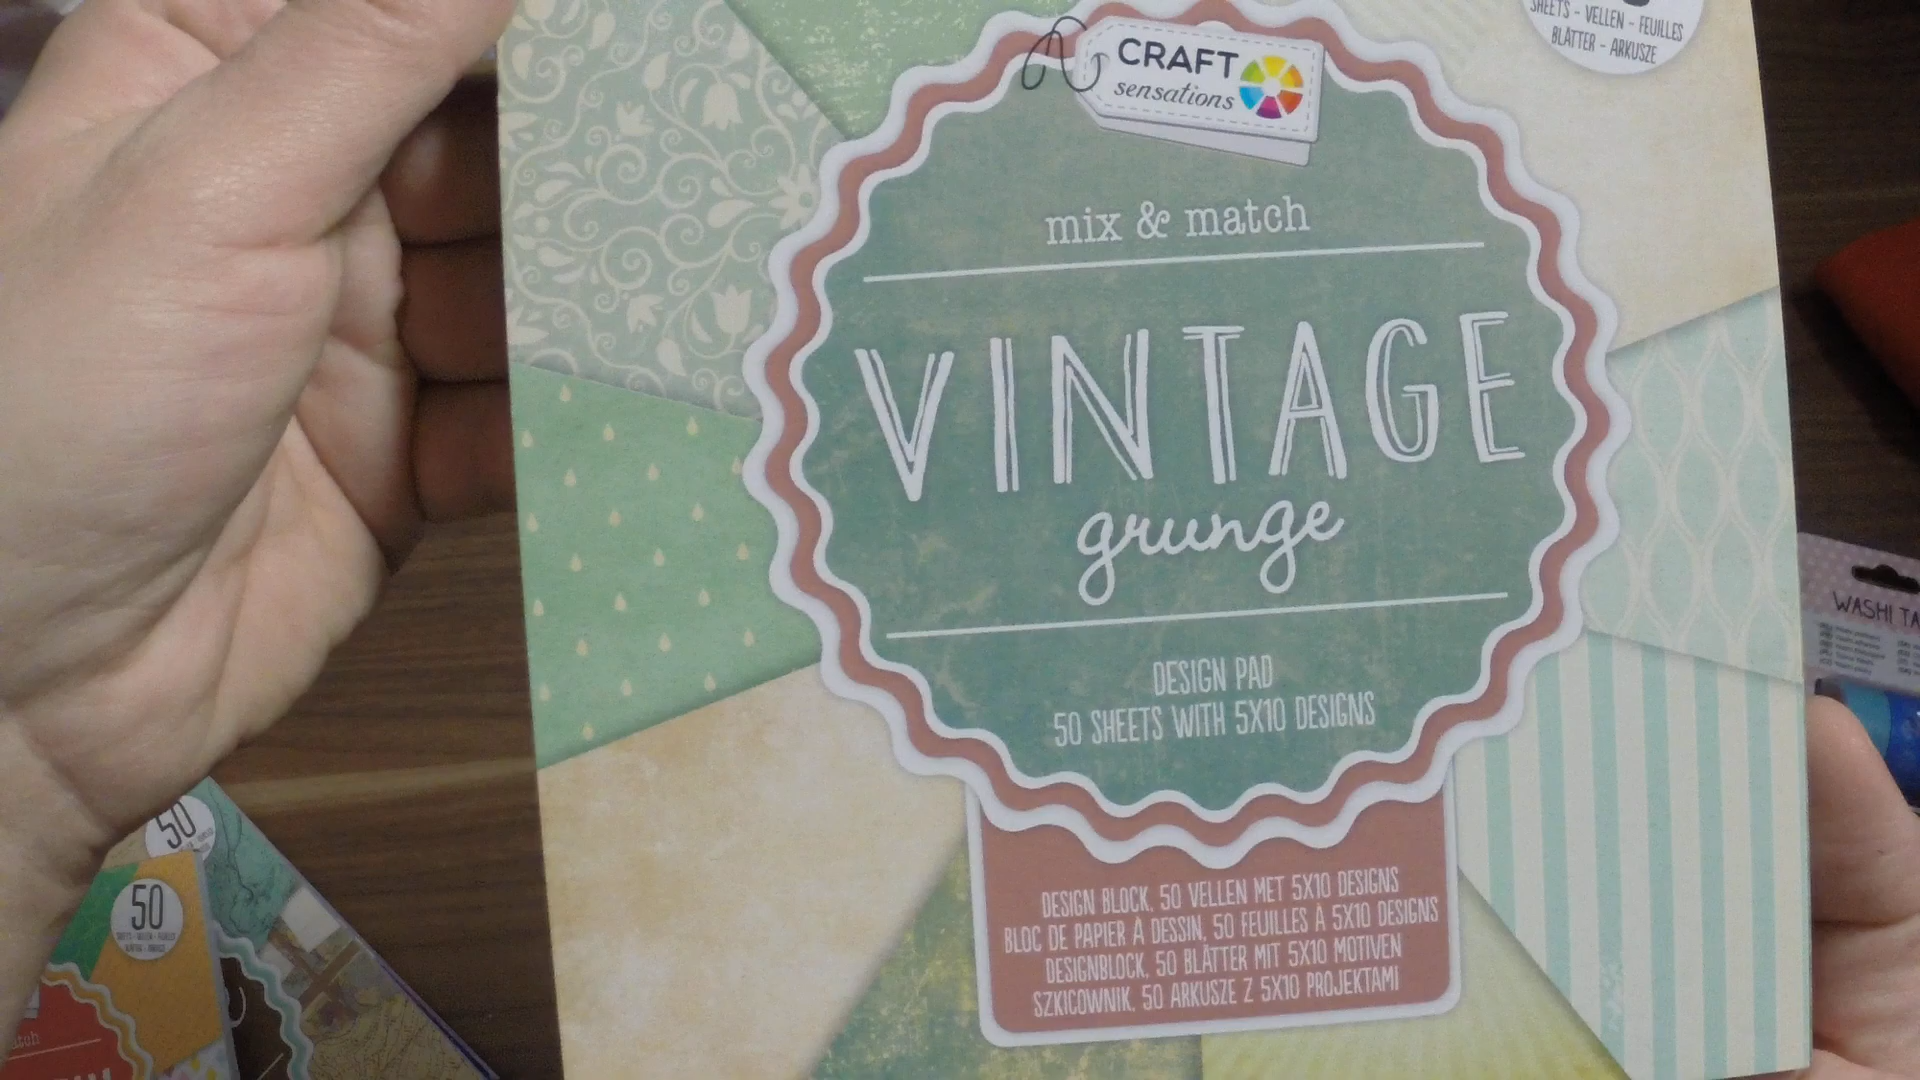 SHEETS - VELLEN - FEUILLES
BLÄTTER - ARKUSZE
CRAFT
sensations
mix & match
VINTAGE
grunge
DESIGN PAD
50 SHEETS WITH 5X10 DESIGNS
DESIGN BLOCK, 50 VELLEN MET 5X10 DESIGNS
BLOC DE PAPIER À DESSIN, 50 FEUILLES À 5X10 DESIGNS
DESIGNBLOCK, 50 BLÄTTER MIT 5X10 MOTIVEN
SZKICOWNIK, 50 ARKUSZE Z 5X10 PROJEKTAMI
WASHI TA
50
50